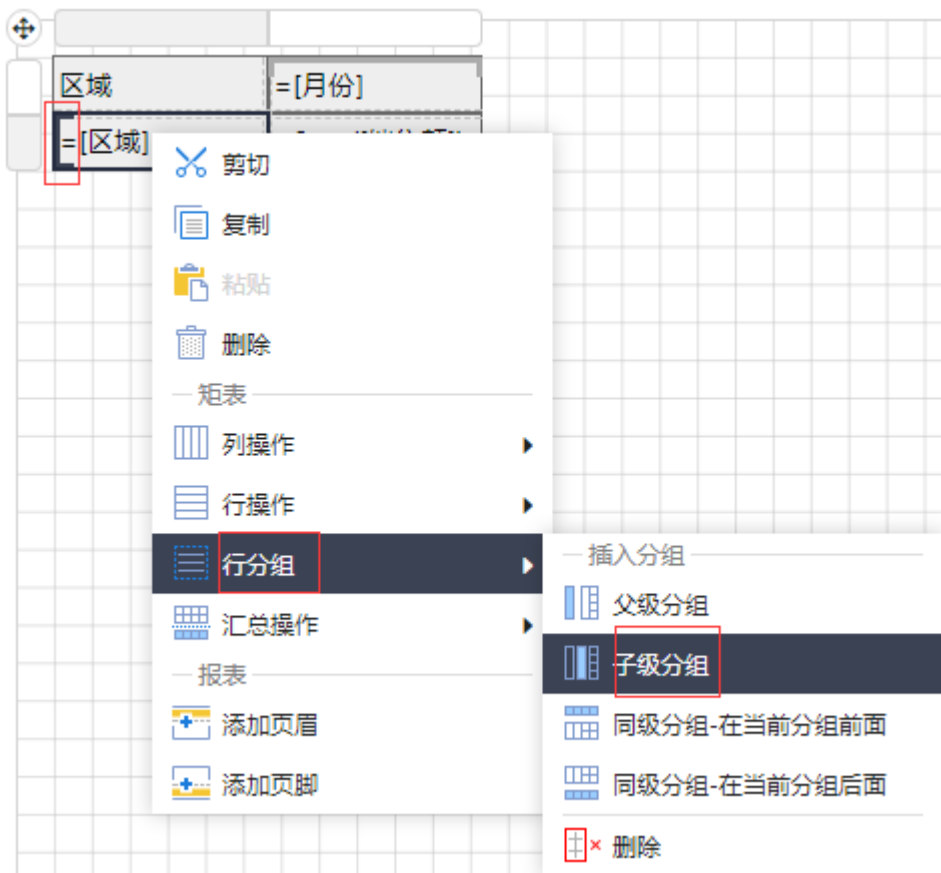 区域 =[月份]
=[区域]
剪切
复制
粘贴
删除
矩表
列操作
行操作
行分组
汇总操作
报表
添加页眉
添加页脚
插入分组
父级分组
子级分组
同级分组-在当前分组前面
同级分组-在当前分组后面
删除